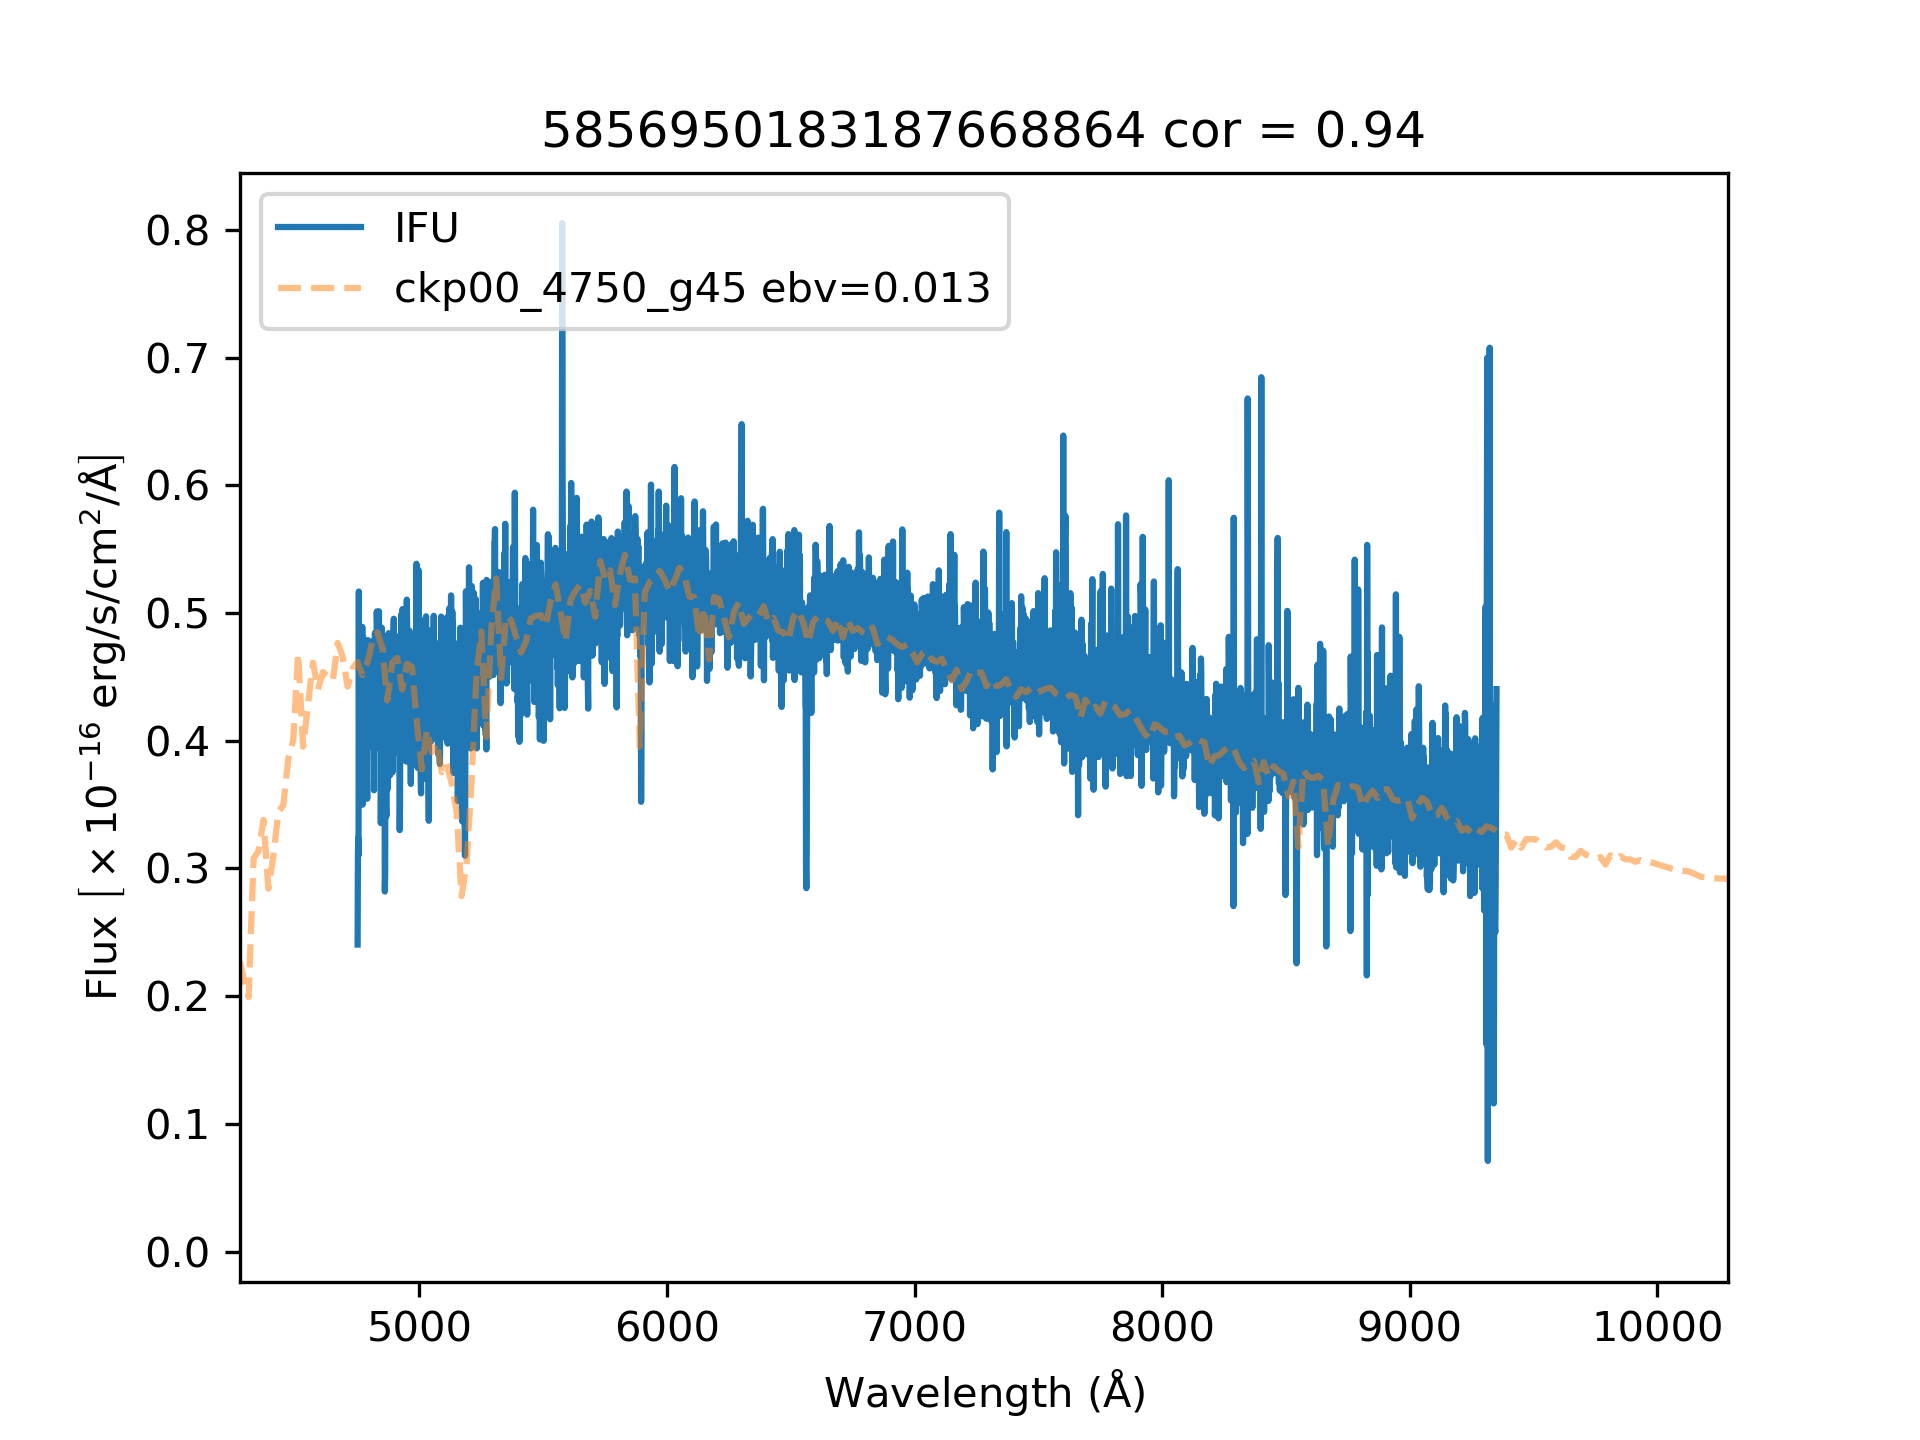 5856950183187668864 cor = 0.94
IFU
ckp00_4750_g45 ebv=0.013
0.8
0.7
0.6
0.5
0.4
0.3
0.2
0.1
0.0
Flux [× 10⁻¹⁶ erg/s/cm²/Å]
5000 6000 7000 8000 9000 10000
Wavelength (Å)